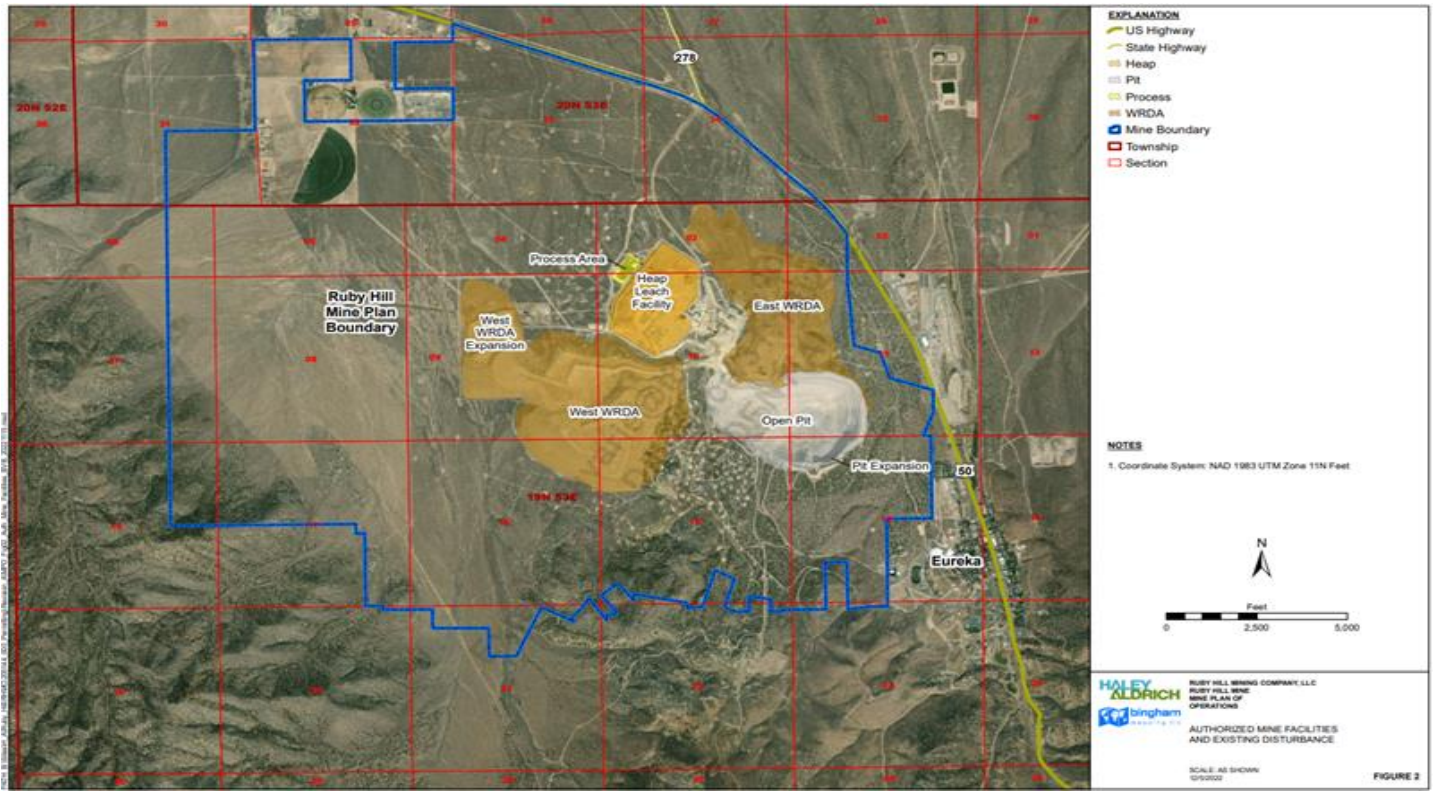 278
20N 52E
20N 53E
Process Area
Heap
Leach
Facility
East WRDA
Ruby Hill
Mine Plan
Boundary
West
WRDA
Expansion
West WRDA
Open Pit
Pit Expansion
50
19N 53E
Eureka
EXPLANATION
US Highway
State Highway
Heap
Pit
Process
WRDA
Mine Boundary
Township
Section
NOTES
1. Coordinate System: NAD 1983 UTM Zone 11N Feet
N
Feet
0 2,500 5,000
HALEY
ALDRICH
bingham
RUBY HILL MINING COMPANY, LLC
RUBY HILL MINE
MINE PLAN OF
OPERATIONS
AUTHORIZED MINE FACILITIES
AND EXISTING DISTURBANCE
SCALE: AS SHOWN
FIGURE 2